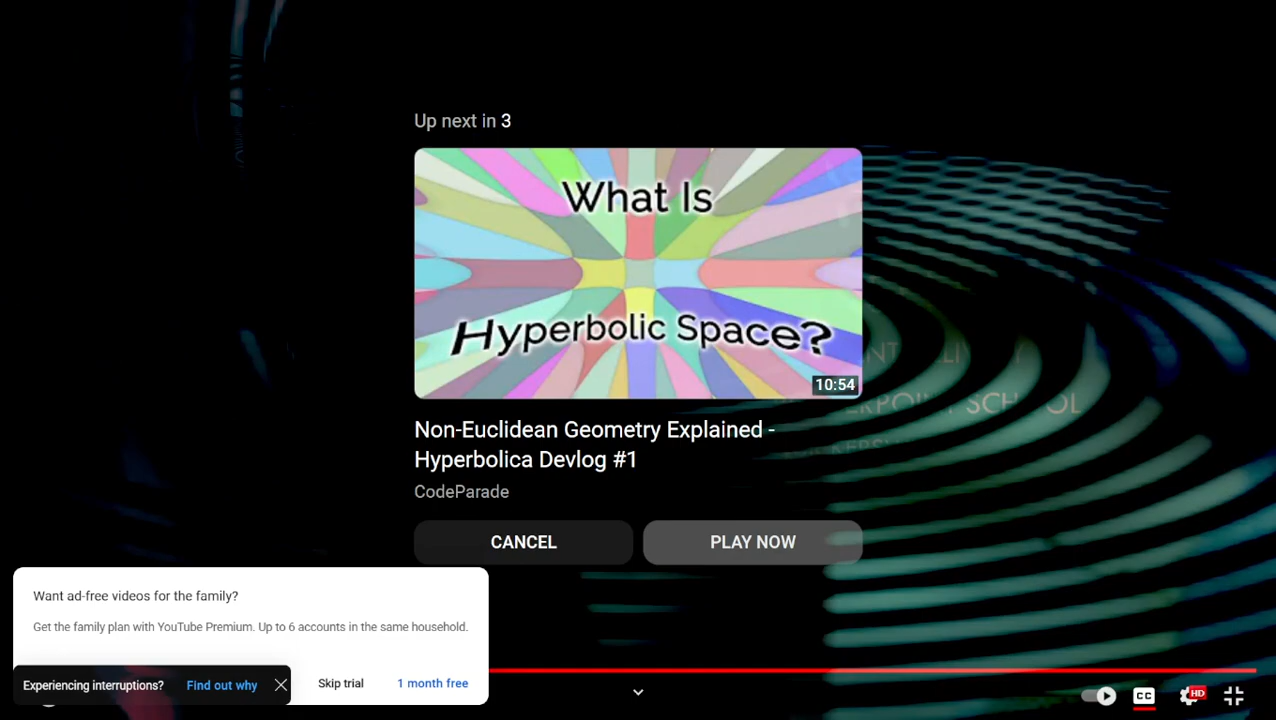 Up next in 3
What Is
Hyperbolic Space?
10:54
Non-Euclidean Geometry Explained -
Hyperbolica Devlog #1
CodeParade
CANCEL
PLAY NOW
Want ad-free videos for the family?
Get the family plan with YouTube Premium. Up to 6 accounts in the same household.
Experiencing interruptions?
Find out why
Skip trial
1 month free
CC
HD
SCHOOL